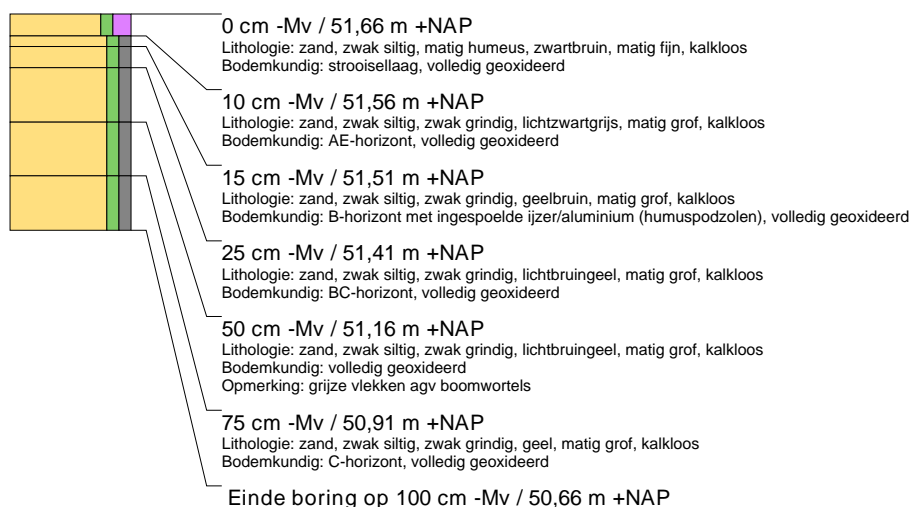 0 cm -Mv / 51,66 m +NAP
Lithologie: zand, zwak siltig, matig humeus, zwartbruin, matig fijn, kalkloos
Bodemkundig: strooisellaag, volledig geoxideerd
10 cm -Mv / 51,56 m +NAP
Lithologie: zand, zwak siltig, zwak grindig, lichtzwartgrijs, matig grof, kalkloos
Bodemkundig: AE-horizont, volledig geoxideerd
15 cm -Mv / 51,51 m +NAP
Lithologie: zand, zwak siltig, zwak grindig, geelbruin, matig grof, kalkloos
Bodemkundig: B-horizont met ingespoelde ijzer/aluminium (humuspodzolen), volledig geoxideerd
25 cm -Mv / 51,41 m +NAP
Lithologie: zand, zwak siltig, zwak grindig, lichtbruingeel, matig grof, kalkloos
Bodemkundig: BC-horizont, volledig geoxideerd
50 cm -Mv / 51,16 m +NAP
Lithologie: zand, zwak siltig, zwak grindig, lichtbruingeel, matig grof, kalkloos
Bodemkundig: volledig geoxideerd
Opmerking: grijze vlekken agv boomwortels
75 cm -Mv / 50,91 m +NAP
Lithologie: zand, zwak siltig, zwak grindig, geel, matig grof, kalkloos
Bodemkundig: C-horizont, volledig geoxideerd
Einde boring op 100 cm -Mv / 50,66 m +NAP